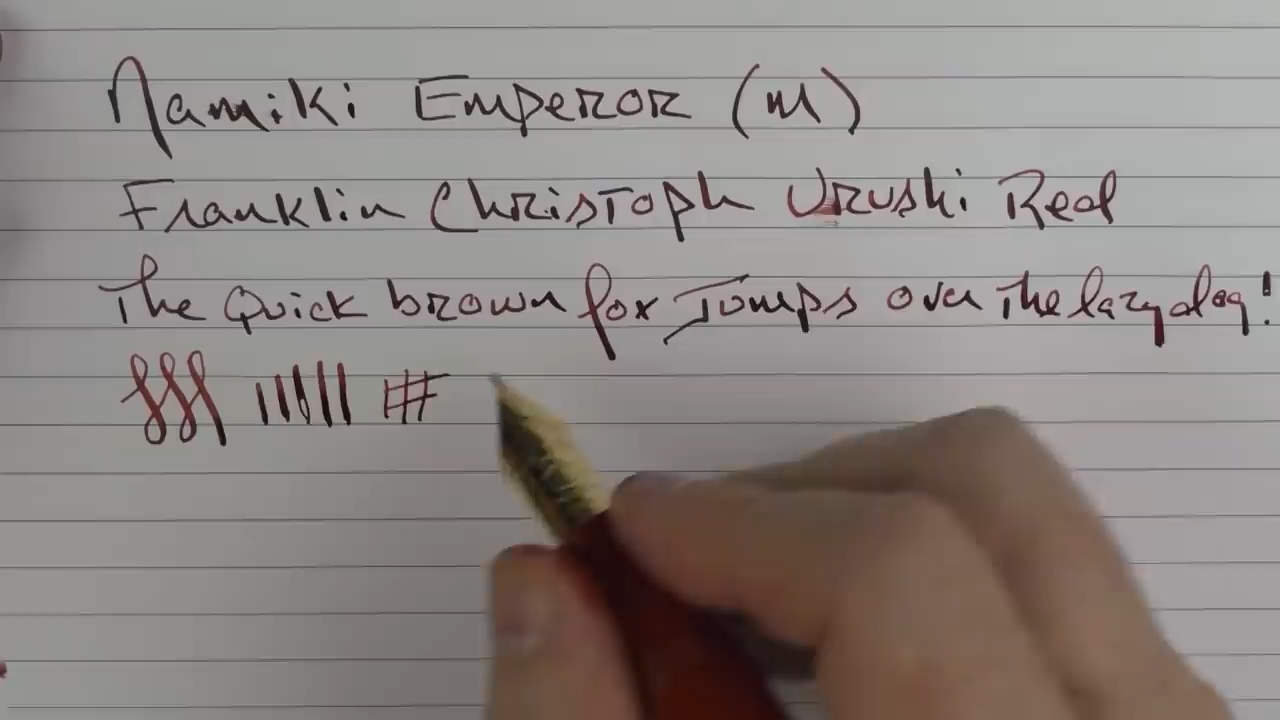 Namiki Emperor (M)
Franklin Christoph Urushi Red
The Quick brown fox Jumps over The lazy dog!